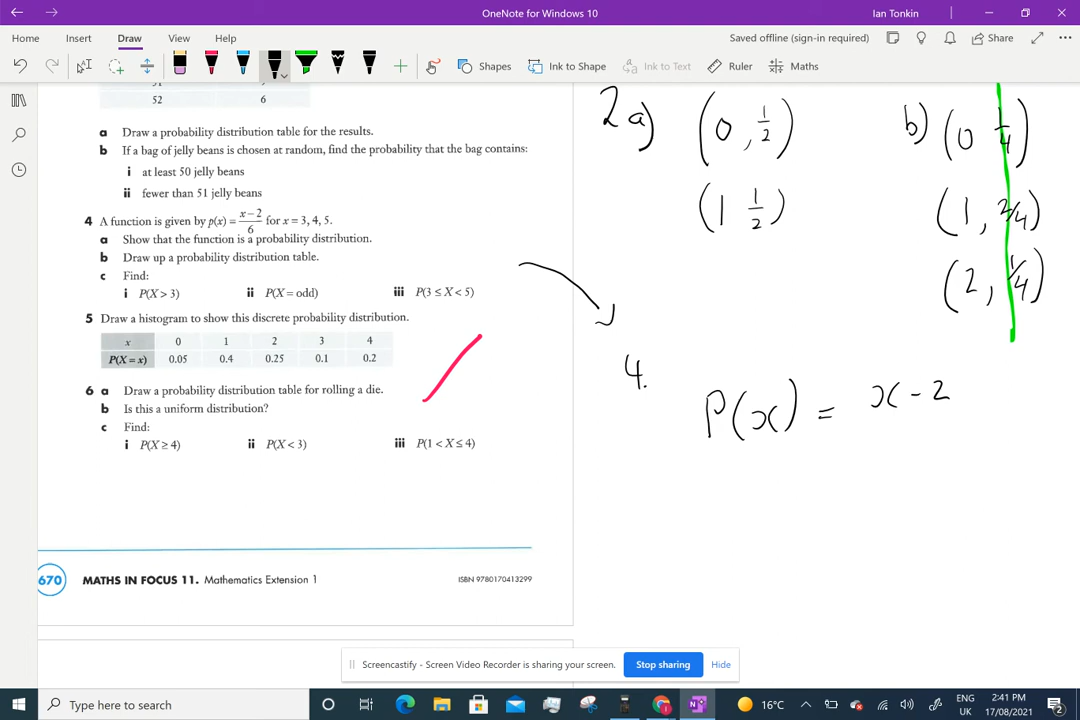 OneNote for Windows 10
Ian Tonkin
Home Insert Draw View Help
Saved offline (sign-in required)
Share
Ink to Shape
Shapes
Ink to Text
Ruler
Maths
52 6
a Draw a probability distribution table for the results.
b If a bag of jelly beans is chosen at random, find the probability that the bag contains:
i at least 50 jelly beans
ii fewer than 51 jelly beans
4 A function is given by p(x) = x − 2 / 6 for x = 3, 4, 5.
a Show that the function is a probability distribution.
b Draw up a probability distribution table.
c Find:
i P(X > 3) ii P(X = odd) iii P(3 ≤ X < 5)
5 Draw a histogram to show this discrete probability distribution.
x 0 1 2 3 4
P(X = x) 0.05 0.4 0.25 0.1 0.2
6 a Draw a probability distribution table for rolling a die.
b Is this a uniform distribution?
c Find:
i P(X ≥ 4) ii P(X < 3) iii P(1 < X ≤ 4)
670 MATHS IN FOCUS 11. Mathematics Extension 1 ISBN 9780170413299
2a) (0, 1/2) b) (0 1/4)
(1 1/2) (1, 2/4)
(2, 1/4)
4.
P(x) = x - 2
Screencastify - Screen Video Recorder is sharing your screen. Stop sharing Hide
Type here to search
16°C
ENG
UK
2:41 PM
17/08/2021
2